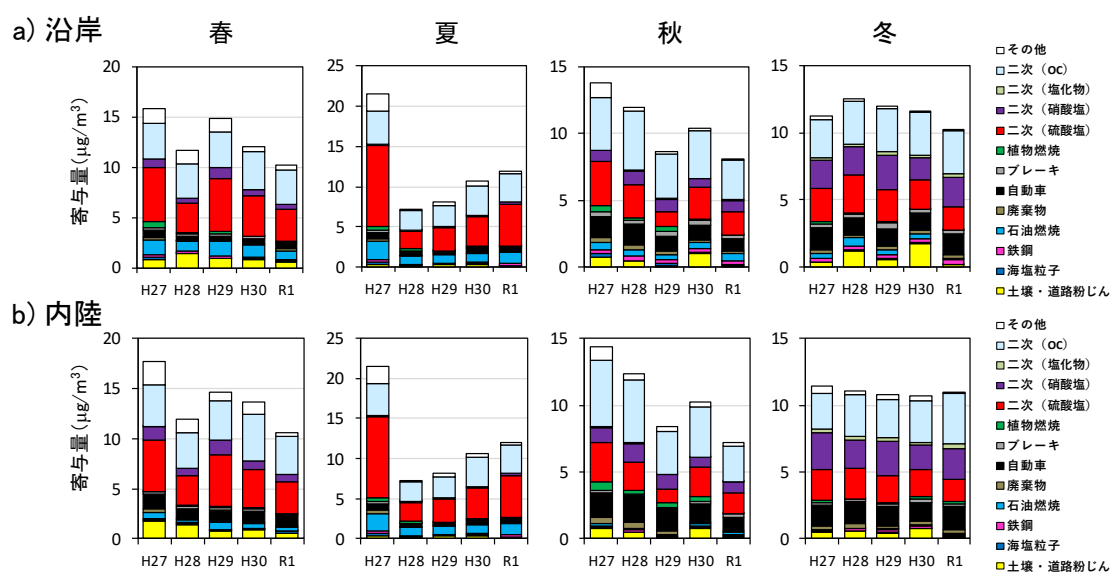 a) 沿岸
春
夏
秋
冬
寄与量(μg/m³)
20
15
10
5
0
H27 H28 H29 H30 R1
25
20
15
10
5
0
H27 H28 H29 H30 R1
15
10
5
0
H27 H28 H29 H30 R1
15
10
5
0
H27 H28 H29 H30 R1
その他
二次（OC）
二次（塩化物）
二次（硝酸塩）
二次（硫酸塩）
植物燃焼
ブレーキ
自動車
廃棄物
石油燃焼
鉄鋼
海塩粒子
土壌・道路粉じん
b) 内陸
寄与量(μg/m³)
20
15
10
5
0
H27 H28 H29 H30 R1
25
20
15
10
5
0
H27 H28 H29 H30 R1
15
10
5
0
H27 H28 H29 H30 R1
15
10
5
0
H27 H28 H29 H30 R1
その他
二次（OC）
二次（塩化物）
二次（硝酸塩）
二次（硫酸塩）
植物燃焼
ブレーキ
自動車
廃棄物
石油燃焼
鉄鋼
海塩粒子
土壌・道路粉じん